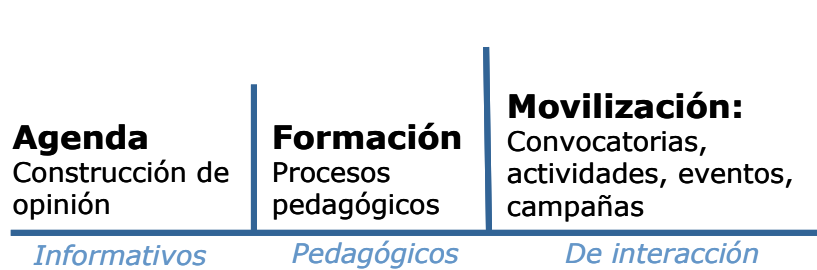 Agenda
Construcción de
opinión
Formación
Procesos
pedagógicos
Movilización:
Convocatorias,
actividades, eventos,
campañas
Informativos
Pedagógicos
De interacción